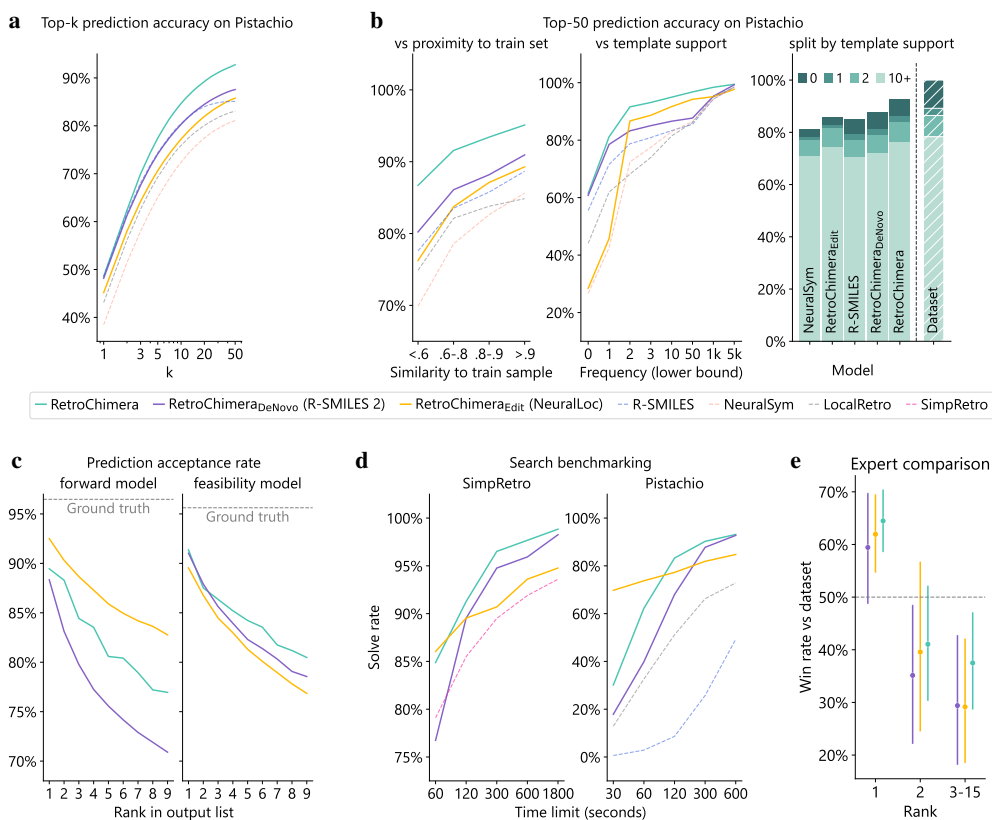 a
Top-k prediction accuracy on Pistachio
90%
80%
70%
60%
50%
40%
1 3 5 10 20 50
k
b
Top-50 prediction accuracy on Pistachio
vs proximity to train set
100%
90%
80%
70%
<.6 .6-.8 .8-.9 >.9
Similarity to train sample
vs template support
100%
80%
60%
40%
20%
0 1 2 3 10 50 1k 5k
Frequency (lower bound)
split by template support
0 1 2 10+
100%
80%
60%
40%
20%
0%
NeuralSym
RetroChimeraEdit
R-SMILES
RetroChimeraDeNovo
RetroChimera
Dataset
Model
RetroChimera RetroChimeraDeNovo (R-SMILES 2) RetroChimeraEdit (NeuralLoc) R-SMILES NeuralSym LocalRetro SimpRetro
c
Prediction acceptance rate
forward model
Ground truth
95%
90%
85%
80%
75%
70%
1 2 3 4 5 6 7 8 9
feasibility model
Ground truth
1 2 3 4 5 6 7 8 9
Rank in output list
d
Search benchmarking
SimpRetro
Solve rate
100%
95%
90%
85%
80%
75%
60 120 300 600 1800
Pistachio
100%
80%
60%
40%
20%
0%
30 60 120 300 600
Time limit (seconds)
e
Expert comparison
Win rate vs dataset
70%
60%
50%
40%
30%
20%
1 2 3-15
Rank